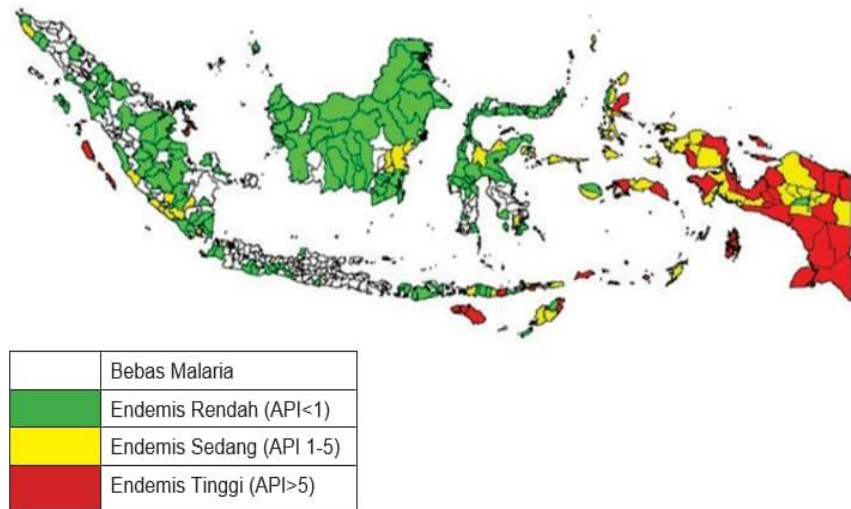 Bebas Malaria
Endemis Rendah (API<1)
Endemis Sedang (API 1-5)
Endemis Tinggi (API>5)